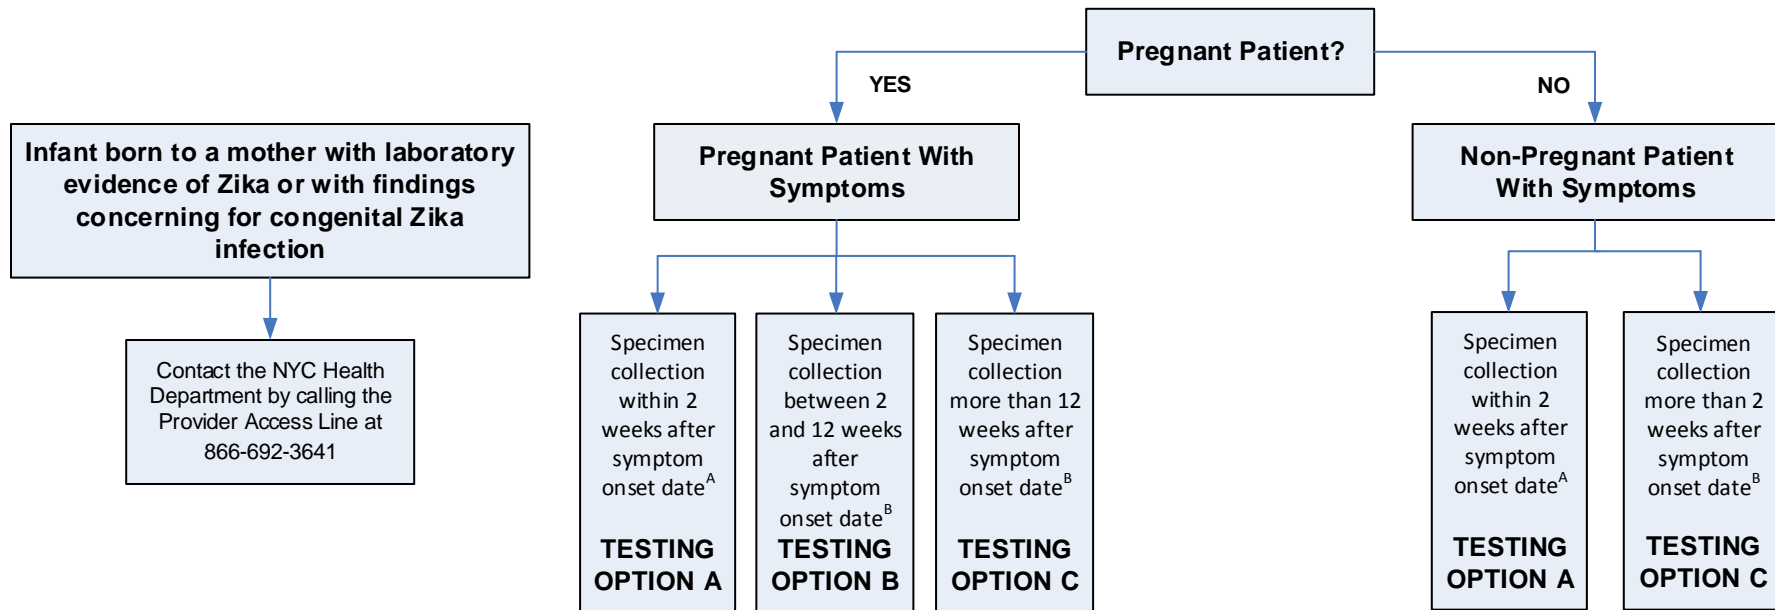 Pregnant Patient?
YES
NO
Infant born to a mother with laboratory
evidence of Zika or with findings
concerning for congenital Zika
infection
Pregnant Patient With
Symptoms
Non-Pregnant Patient
With Symptoms
Contact the NYC Health
Department by calling the
Provider Access Line at
866-692-3641
Specimen
collection
within 2
weeks after
symptom
onset date^A
TESTING
OPTION A
Specimen
collection
between 2
and 12 weeks
after
symptom
onset date^B
TESTING
OPTION B
Specimen
collection
more than 12
weeks after
symptom
onset date^B
TESTING
OPTION C
Specimen
collection
within 2
weeks after
symptom
onset date^A
TESTING
OPTION A
Specimen
collection
more than 2
weeks after
symptom
onset date^B
TESTING
OPTION C